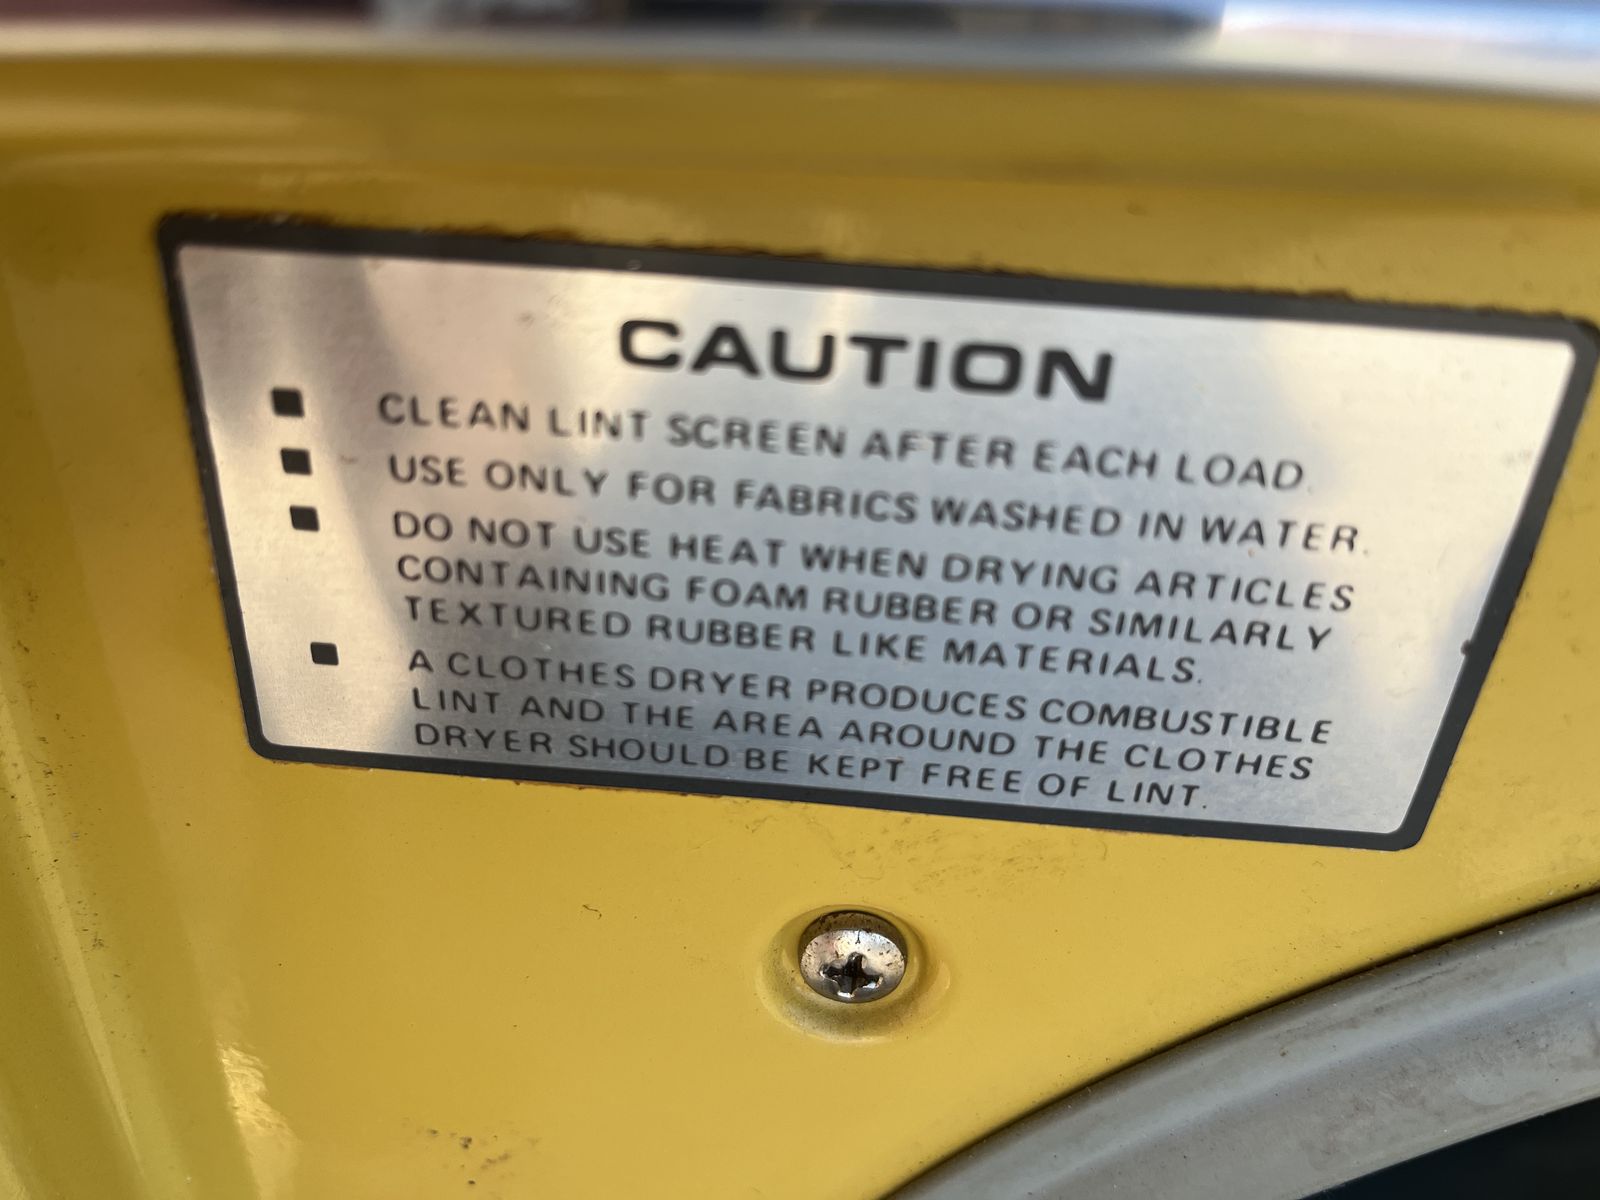 CAUTION
■ CLEAN LINT SCREEN AFTER EACH LOAD.
■ USE ONLY FOR FABRICS WASHED IN WATER.
■ DO NOT USE HEAT WHEN DRYING ARTICLES
CONTAINING FOAM RUBBER OR SIMILARLY
TEXTURED RUBBER LIKE MATERIALS.
■ A CLOTHES DRYER PRODUCES COMBUSTIBLE
LINT AND THE AREA AROUND THE CLOTHES
DRYER SHOULD BE KEPT FREE OF LINT.